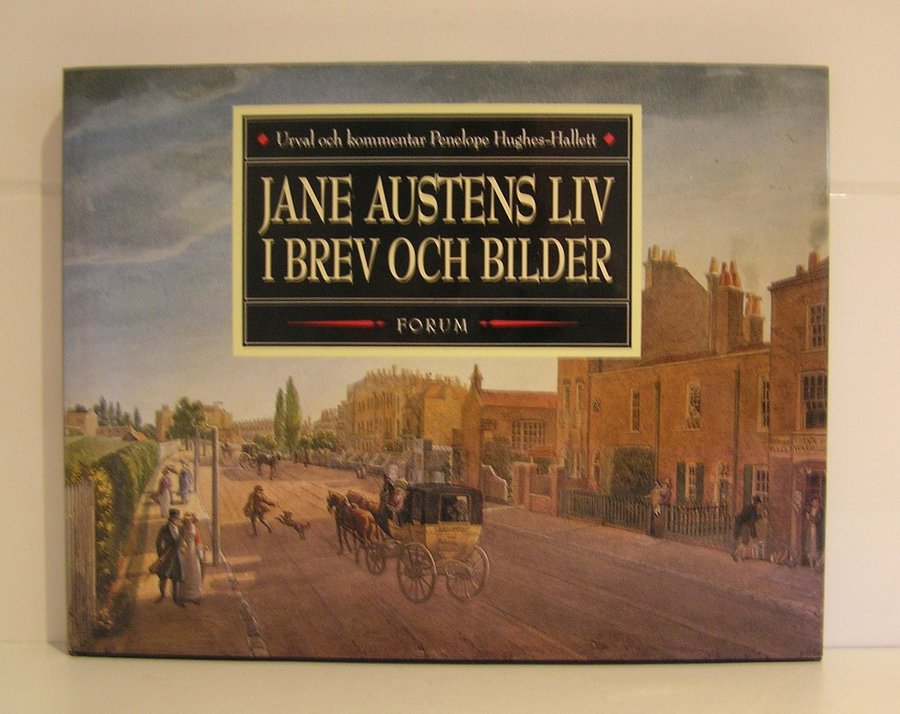 Urval och kommentar Penelope Hughes-Hallett
JANE AUSTENS LIV
I BREV OCH BILDER
FORUM